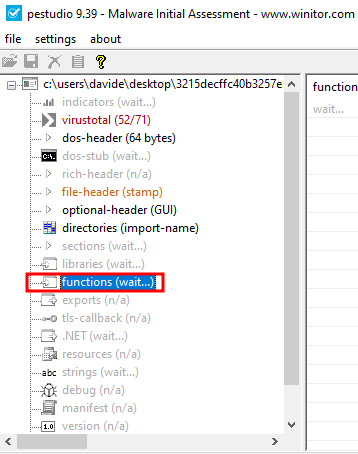 pestudio 9.39 - Malware Initial Assessment - www.winitor.com
file settings about
c:\users\davide\desktop\3215decffc40b3257e
indicators (wait...)
virustotal (52/71)
dos-header (64 bytes)
dos-stub (wait...)
rich-header (n/a)
file-header (stamp)
optional-header (GUI)
directories (import-name)
sections (wait...)
libraries (wait...)
functions (wait...)
exports (n/a)
tls-callback (n/a)
.NET (wait...)
resources (n/a)
abc strings (wait...)
debug (n/a)
manifest (n/a)
1.0 version (n/a)
function
wait...